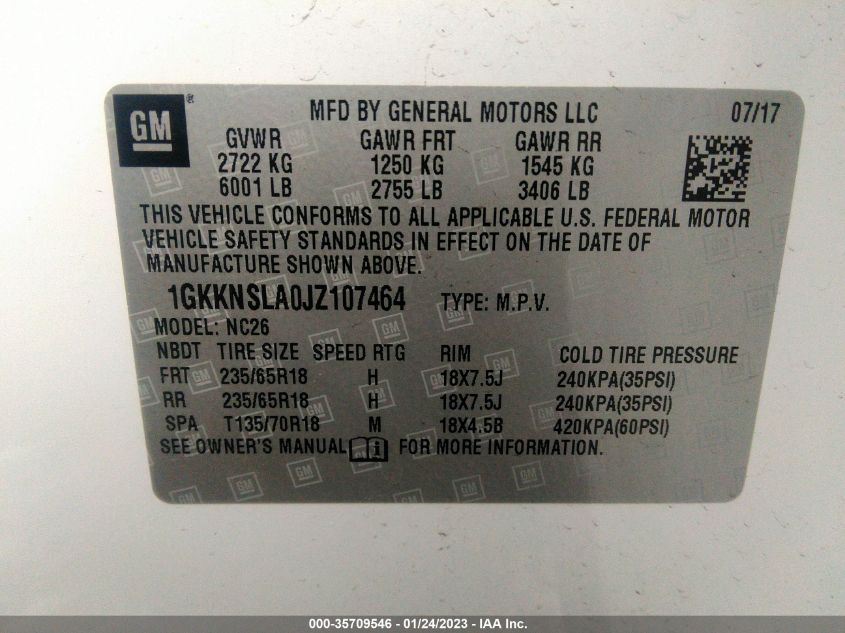 GM ® MFD BY GENERAL MOTORS LLC 07/17
GVWR GAWR FRT GAWR RR
2722 KG 1250 KG 1545 KG
6001 LB 2755 LB 3406 LB
THIS VEHICLE CONFORMS TO ALL APPLICABLE U.S. FEDERAL MOTOR
VEHICLE SAFETY STANDARDS IN EFFECT ON THE DATE OF
MANUFACTURE SHOWN ABOVE.
1GKKNSLA0JZ107464 TYPE: M.P.V.
MODEL: NC26
NBDT TIRE SIZE SPEED RTG RIM COLD TIRE PRESSURE
FRT 235/65R18 H 18X7.5J 240KPA(35PSI)
RR 235/65R18 H 18X7.5J 240KPA(35PSI)
SPA T135/70R18 M 18X4.5B 420KPA(60PSI)
SEE OWNER'S MANUAL i FOR MORE INFORMATION.
000-35709546 - 01/24/2023 - IAA Inc.